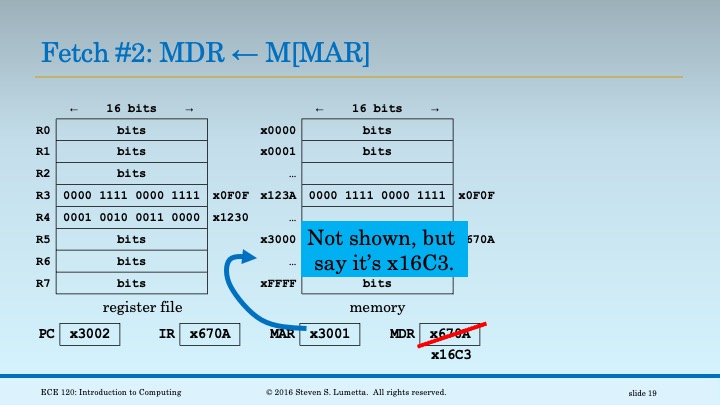 Fetch #2: MDR ← M[MAR]
← 16 bits → ← 16 bits →
R0 bits x0000 bits
R1 bits x0001 bits
R2 bits …
R3 0000 1111 0000 1111 x0F0F x123A 0000 1111 0000 1111 x0F0F
R4 0001 0010 0011 0000 x1230 …
R5 bits x3000 Not shown, but 670A
R6 bits … say it's x16C3.
R7 bits xFFFF bits
register file memory
PC x3002 IR x670A MAR x3001 MDR x670A
x16C3
ECE 120: Introduction to Computing © 2016 Steven S. Lumetta. All rights reserved. slide 19